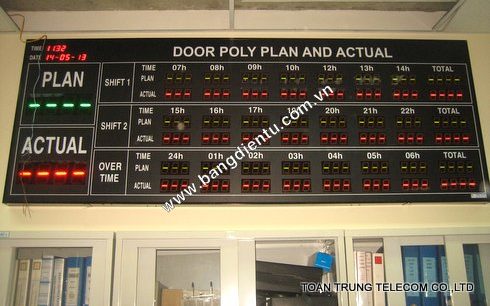 DOOR POLY PLAN AND ACTUAL
TIME 1132
DATE 14-05-13
PLAN
ACTUAL
SHIFT 1
TIME 07h 08h 09h 10h 12h 13h 14h TOTAL
PLAN
ACTUAL
SHIFT 2
TIME 15h 16h 17h 18h 20h 21h 22h TOTAL
PLAN
ACTUAL
OVER TIME
TIME 24h 01h 02h 03h 04h 05h 06h TOTAL
PLAN
ACTUAL
www.bangdientu.com.vn
TOAN TRUNG TELECOM CO.,LTD